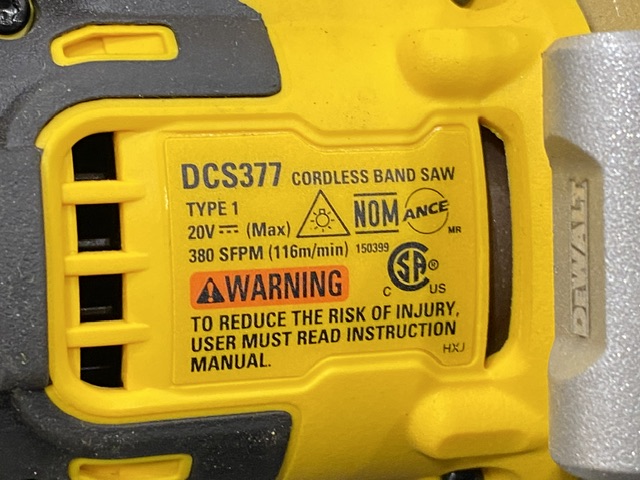 DCS377 CORDLESS BAND SAW
TYPE 1
20V ⎓ (Max)
NOM ANCE MR
380 SFPM (116m/min) 150399
CSA ® C US
WARNING
TO REDUCE THE RISK OF INJURY,
USER MUST READ INSTRUCTION
MANUAL.
HXJ
DEWALT